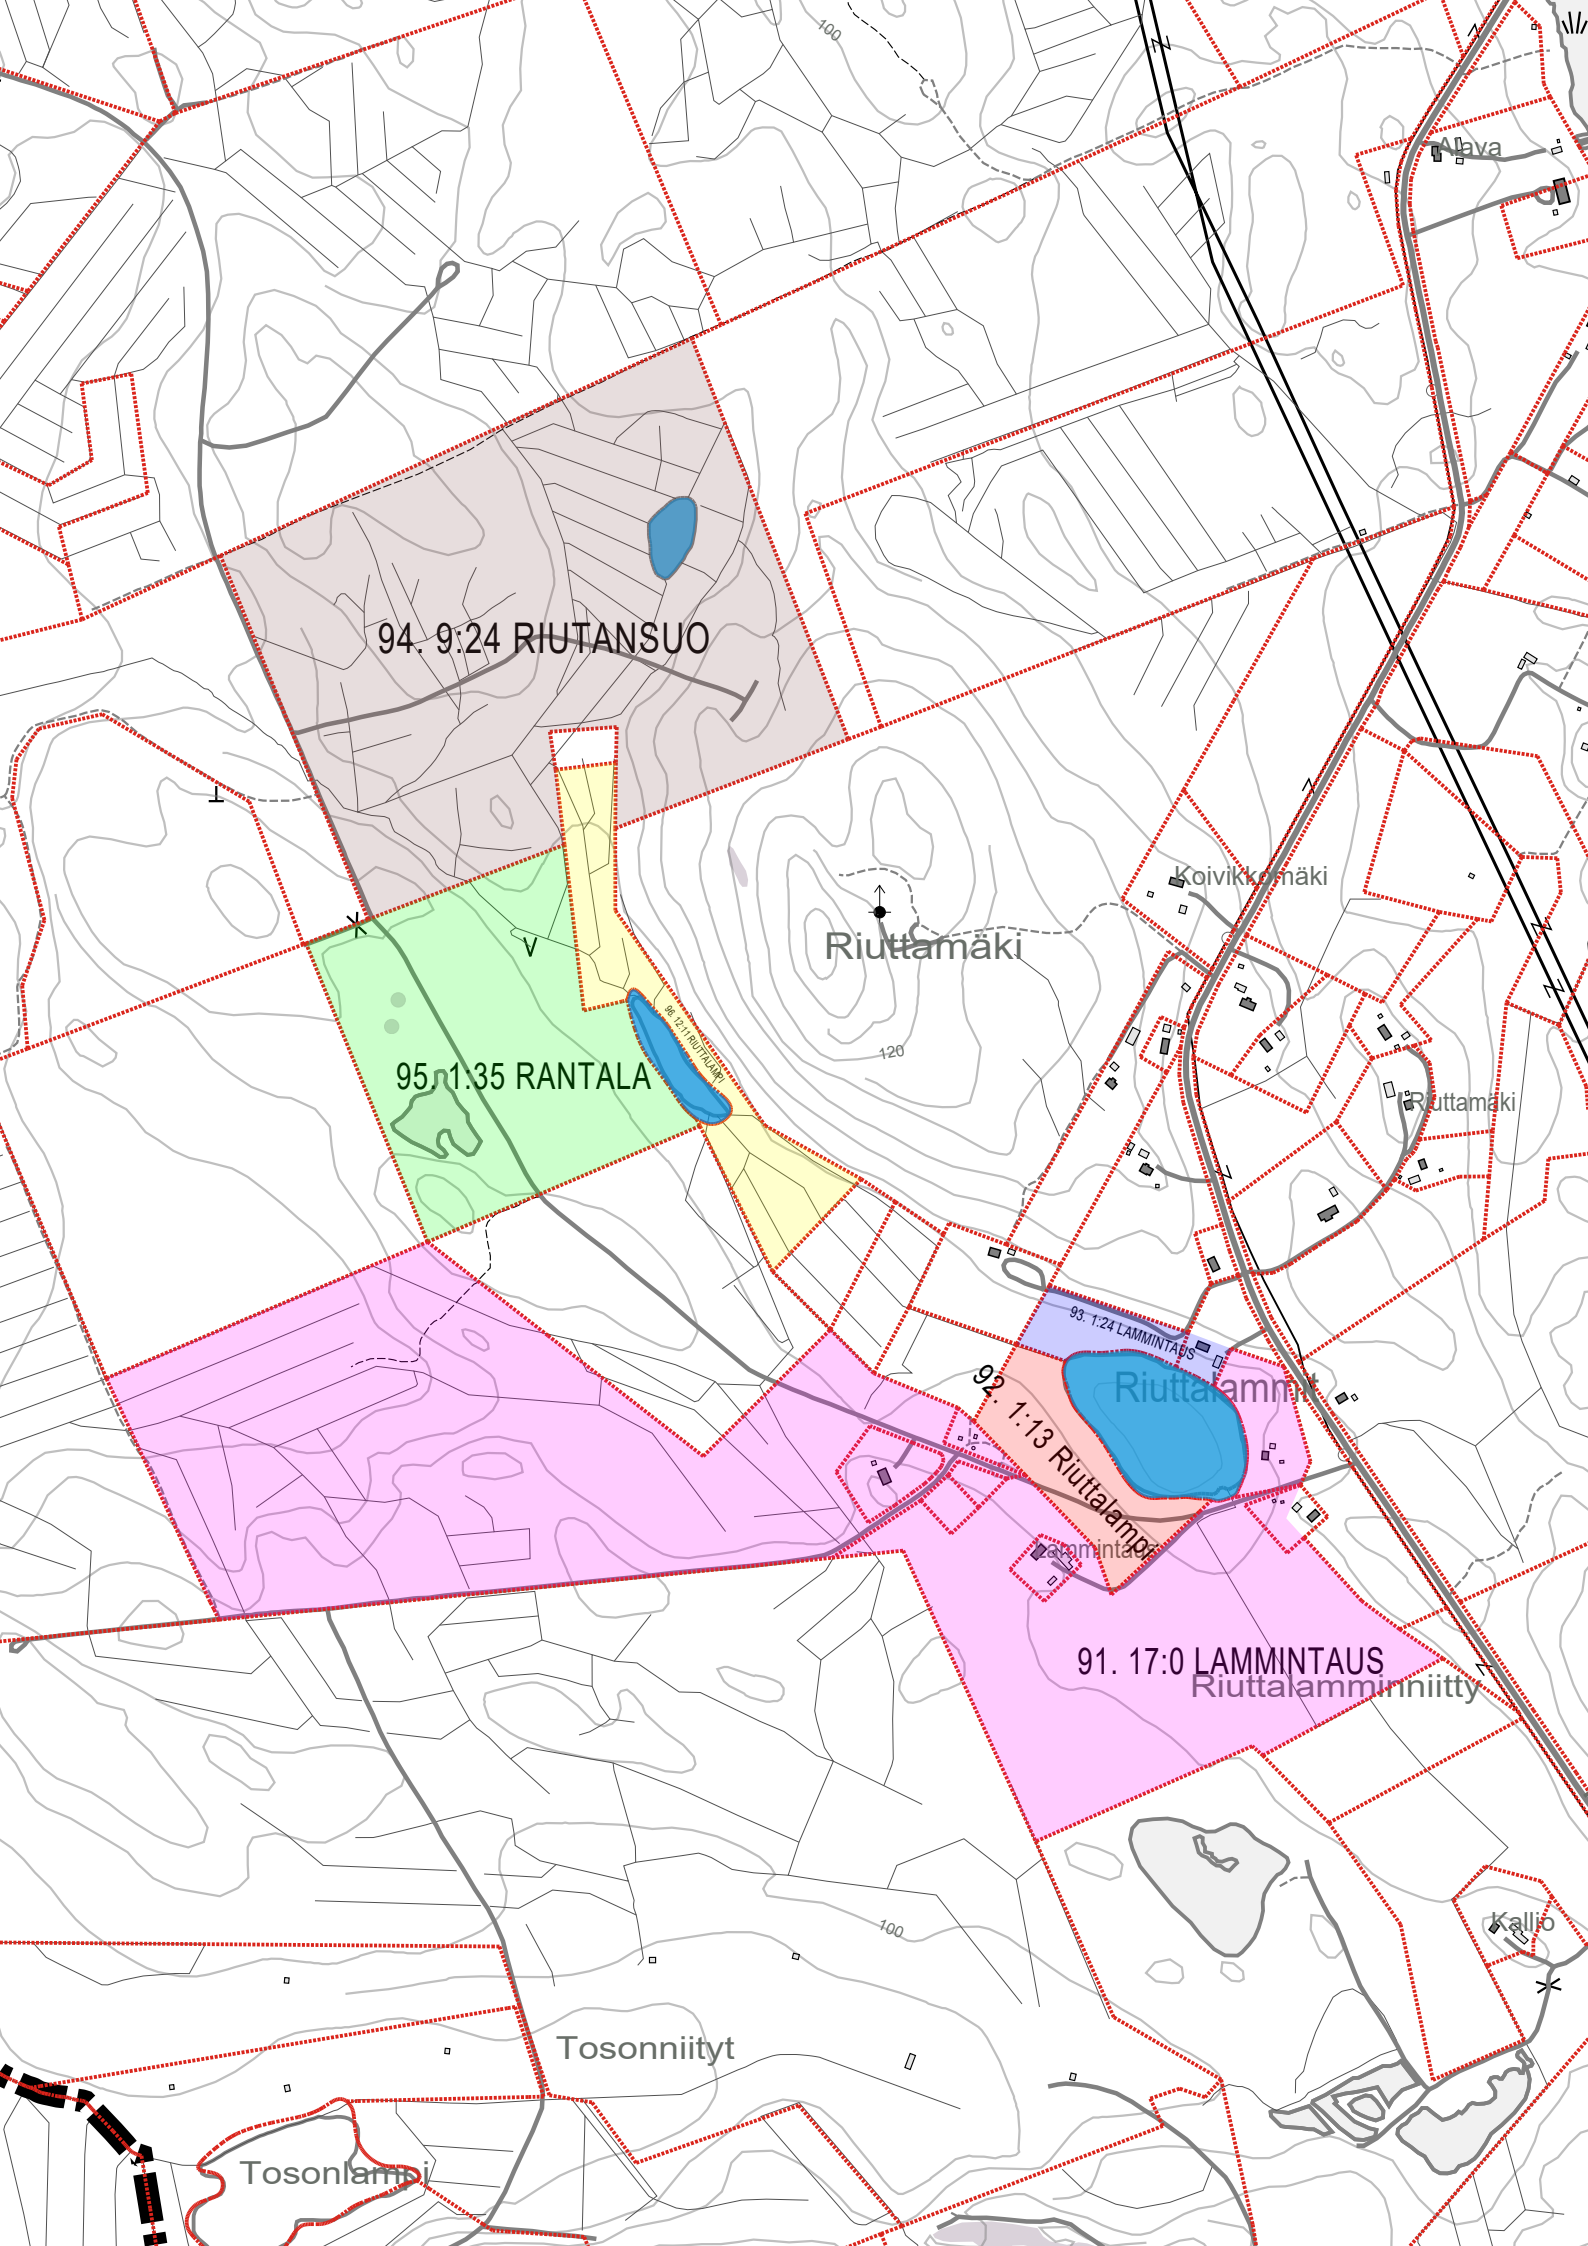 100
Alava
94. 9:24 RIUTANSUO
Koivikkomäki
Riuttamäki
120
96. 12:11 RIUTTALAMPI
95. 1:35 RANTALA
Riuttamäki
93. 1:24 LAMMINTAUS
Riuttalammit
92. 1:13 Riuttalampi
Lammintaus
91. 17:0 LAMMINTAUS
Riuttalamminniitty
100
Kallio
Tosonniityt
Tosonlampi